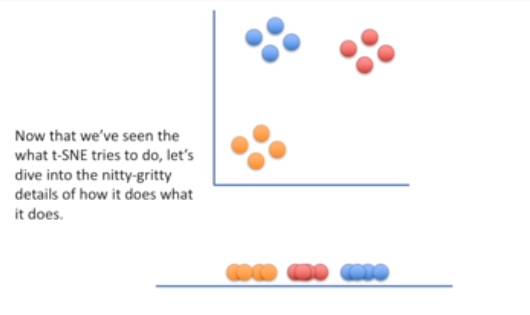 Now that we've seen the
what t-SNE tries to do, let's
dive into the nitty-gritty
details of how it does what
it does.